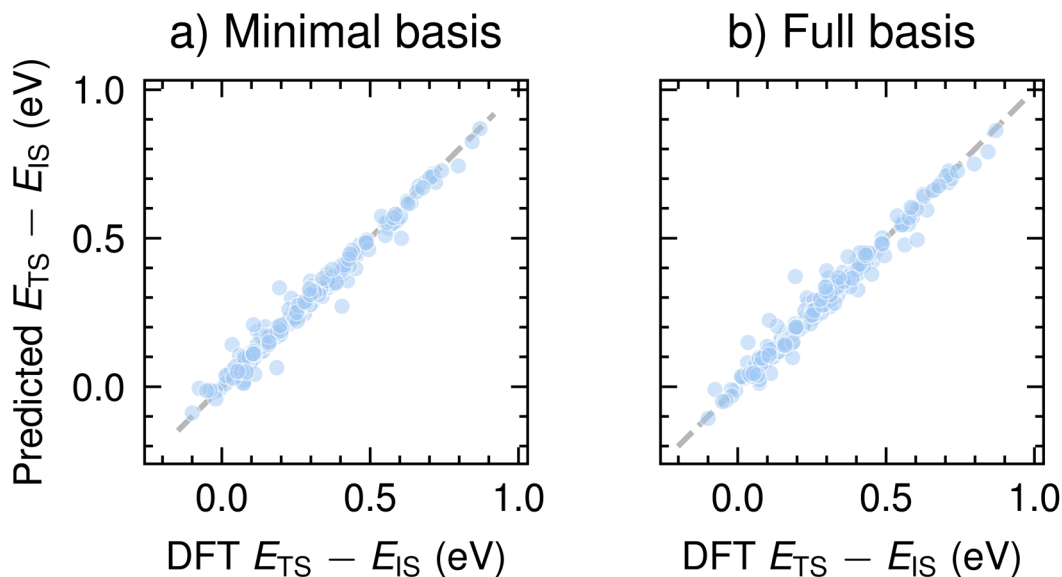 a) Minimal basis
b) Full basis
Predicted E_TS − E_IS (eV)
1.0
0.5
0.0
0.0 0.5 1.0
0.0 0.5 1.0
DFT E_TS − E_IS (eV)
DFT E_TS − E_IS (eV)